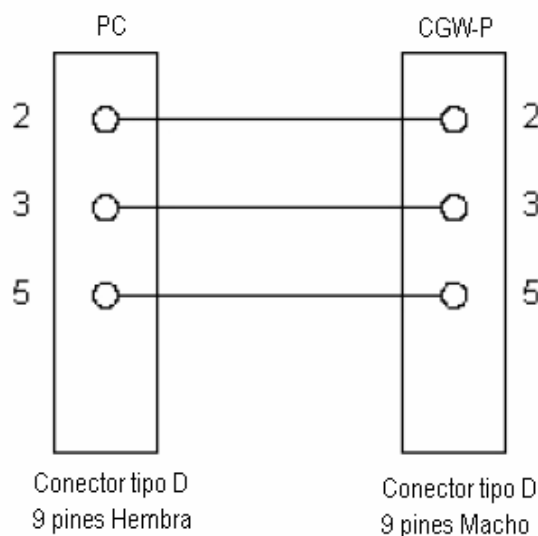 PC CGW-P
2 2
3 3
5 5
Conector tipo D
9 pines Hembra
Conector tipo D
9 pines Macho